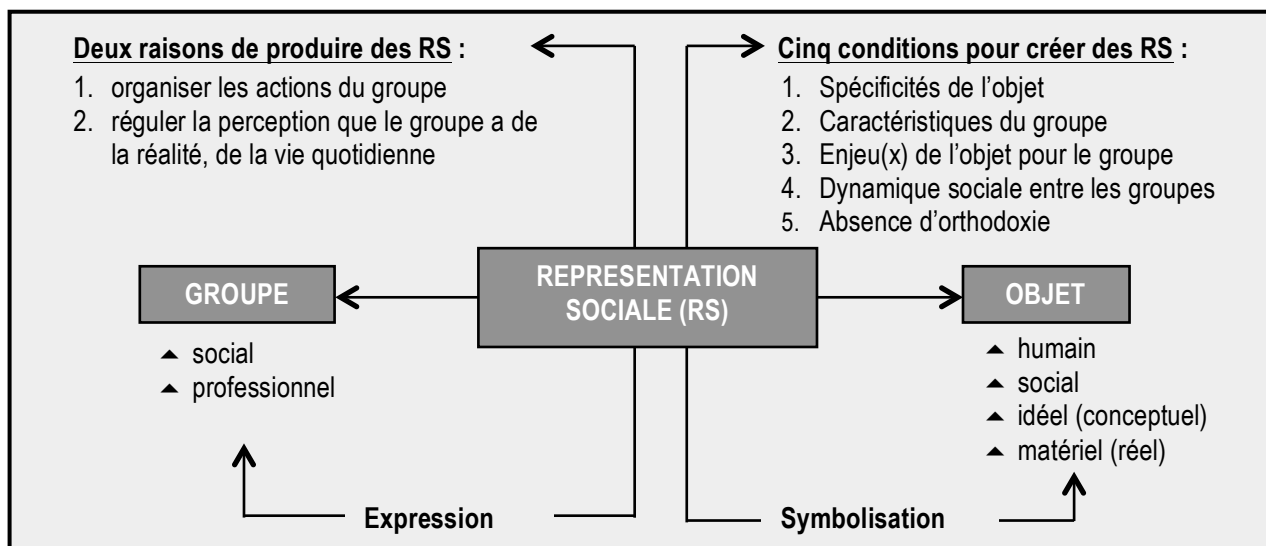 Deux raisons de produire des RS :
1. organiser les actions du groupe
2. réguler la perception que le groupe a de
la réalité, de la vie quotidienne
Cinq conditions pour créer des RS :
1. Spécificités de l’objet
2. Caractéristiques du groupe
3. Enjeu(x) de l’objet pour le groupe
4. Dynamique sociale entre les groupes
5. Absence d’orthodoxie
GROUPE
REPRESENTATION
SOCIALE (RS)
OBJET
social
professionnel
humain
social
idéel (conceptuel)
matériel (réel)
Expression
Symbolisation